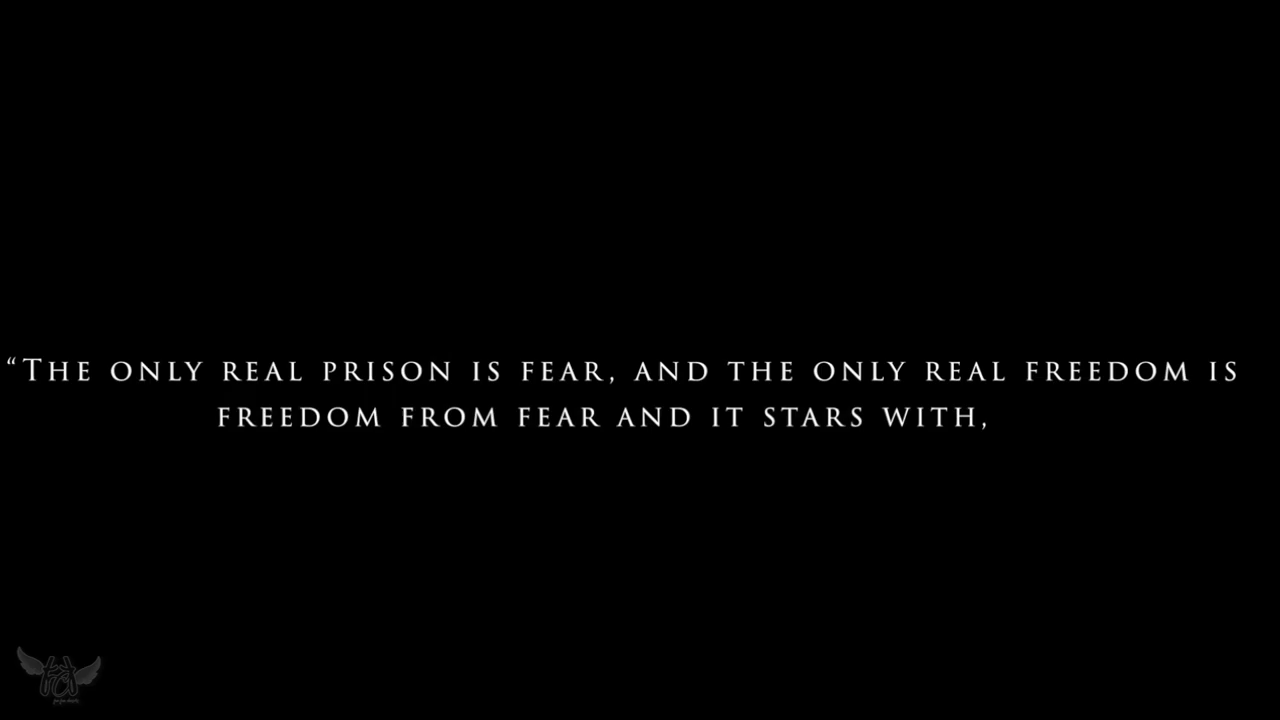 “The only real prison is fear, and the only real freedom is
freedom from fear and it stars with,